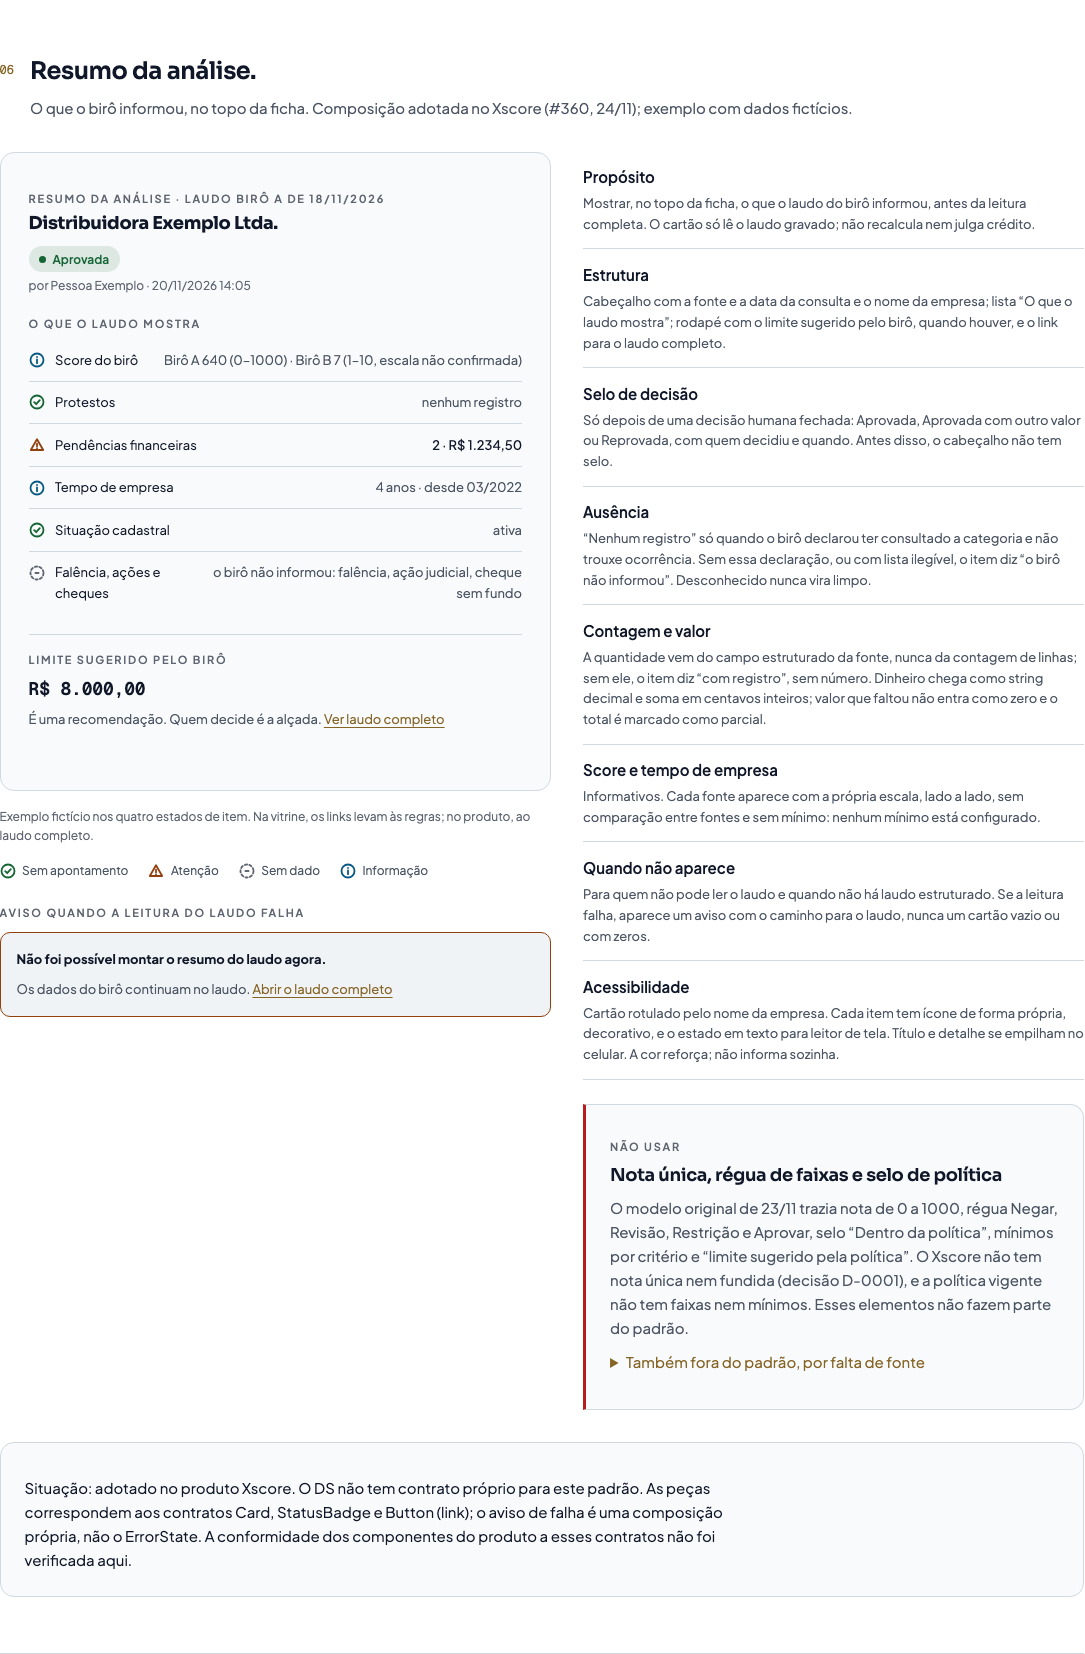 06
Resumo da análise.
O que o birô informou, no topo da ficha. Composição adotada no Xscore (#360, 24/11); exemplo com dados fictícios.
RESUMO DA ANÁLISE · LAUDO BIRÔ A DE 18/11/2026
Distribuidora Exemplo Ltda.
Aprovada
por Pessoa Exemplo · 20/11/2026 14:05
O QUE O LAUDO MOSTRA
Score do birô Birô A 640 (0–1000) · Birô B 7 (1–10, escala não confirmada)
Protestos nenhum registro
Pendências financeiras 2 · R$ 1.234,50
Tempo de empresa 4 anos · desde 03/2022
Situação cadastral ativa
Falência, ações e o birô não informou: falência, ação judicial, cheque
cheques sem fundo
LIMITE SUGERIDO PELO BIRÔ
R$ 8.000,00
É uma recomendação. Quem decide é a alçada. Ver laudo completo
Exemplo fictício nos quatro estados de item. Na vitrine, os links levam às regras; no produto, ao
laudo completo.
Sem apontamento Atenção Sem dado Informação
AVISO QUANDO A LEITURA DO LAUDO FALHA
Não foi possível montar o resumo do laudo agora.
Os dados do birô continuam no laudo. Abrir o laudo completo
Propósito
Mostrar, no topo da ficha, o que o laudo do birô informou, antes da leitura
completa. O cartão só lê o laudo gravado; não recalcula nem julga crédito.
Estrutura
Cabeçalho com a fonte e a data da consulta e o nome da empresa; lista “O que o
laudo mostra”; rodapé com o limite sugerido pelo birô, quando houver, e o link
para o laudo completo.
Selo de decisão
Só depois de uma decisão humana fechada: Aprovada, Aprovada com outro valor
ou Reprovada, com quem decidiu e quando. Antes disso, o cabeçalho não tem
selo.
Ausência
“Nenhum registro” só quando o birô declarou ter consultado a categoria e não
trouxe ocorrência. Sem essa declaração, ou com lista ilegível, o item diz “o birô
não informou”. Desconhecido nunca vira limpo.
Contagem e valor
A quantidade vem do campo estruturado da fonte, nunca da contagem de linhas;
sem ele, o item diz “com registro”, sem número. Dinheiro chega como string
decimal e soma em centavos inteiros; valor que faltou não entra como zero e o
total é marcado como parcial.
Score e tempo de empresa
Informativos. Cada fonte aparece com a própria escala, lado a lado, sem
comparação entre fontes e sem mínimo: nenhum mínimo está configurado.
Quando não aparece
Para quem não pode ler o laudo e quando não há laudo estruturado. Se a leitura
falha, aparece um aviso com o caminho para o laudo, nunca um cartão vazio ou
com zeros.
Acessibilidade
Cartão rotulado pelo nome da empresa. Cada item tem ícone de forma própria,
decorativo, e o estado em texto para leitor de tela. Título e detalhe se empilham no
celular. A cor reforça; não informa sozinha.
NÃO USAR
Nota única, régua de faixas e selo de política
O modelo original de 23/11 trazia nota de 0 a 1000, régua Negar,
Revisão, Restrição e Aprovar, selo “Dentro da política”, mínimos
por critério e “limite sugerido pela política”. O Xscore não tem
nota única nem fundida (decisão D-0001), e a política vigente
não tem faixas nem mínimos. Esses elementos não fazem parte
do padrão.
Também fora do padrão, por falta de fonte
Situação: adotado no produto Xscore. O DS não tem contrato próprio para este padrão. As peças
correspondem aos contratos Card, StatusBadge e Button (link); o aviso de falha é uma composição
própria, não o ErrorState. A conformidade dos componentes do produto a esses contratos não foi
verificada aqui.